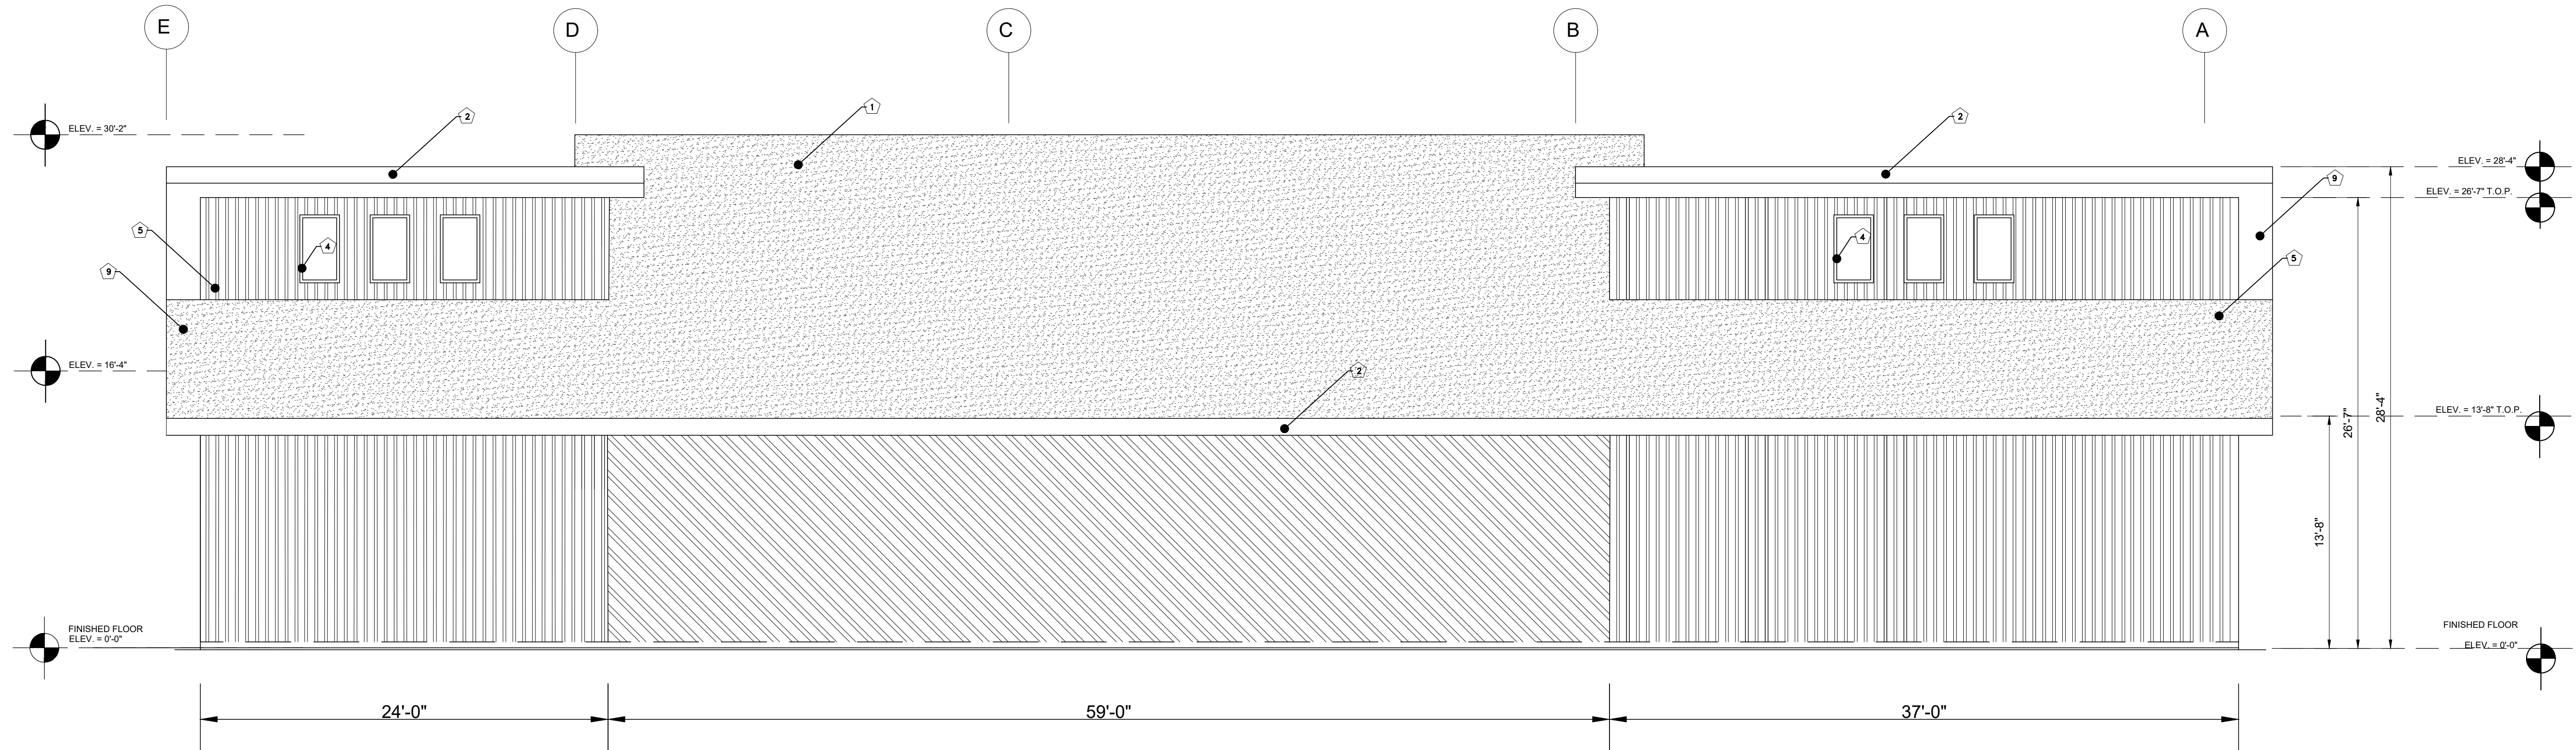 E
D
C
B
A
ELEV. = 30'-2"
2
1
2
ELEV. = 28'-4"
9
ELEV. = 26'-7" T.O.P.
5
4
4
9
5
ELEV. = 16'-4"
2
ELEV. = 13'-8" T.O.P.
26'-7"
28'-4"
13'-8"
FINISHED FLOOR
ELEV. = 0'-0"
FINISHED FLOOR
ELEV. = 0'-0"
24'-0"
59'-0"
37'-0"